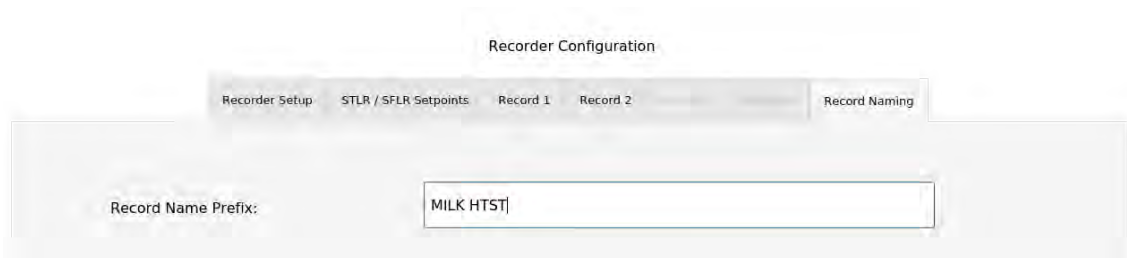 Recorder Configuration
Recorder Setup STLR / SFLR Setpoints Record 1 Record 2 Record Naming
Record Name Prefix: MILK HTST